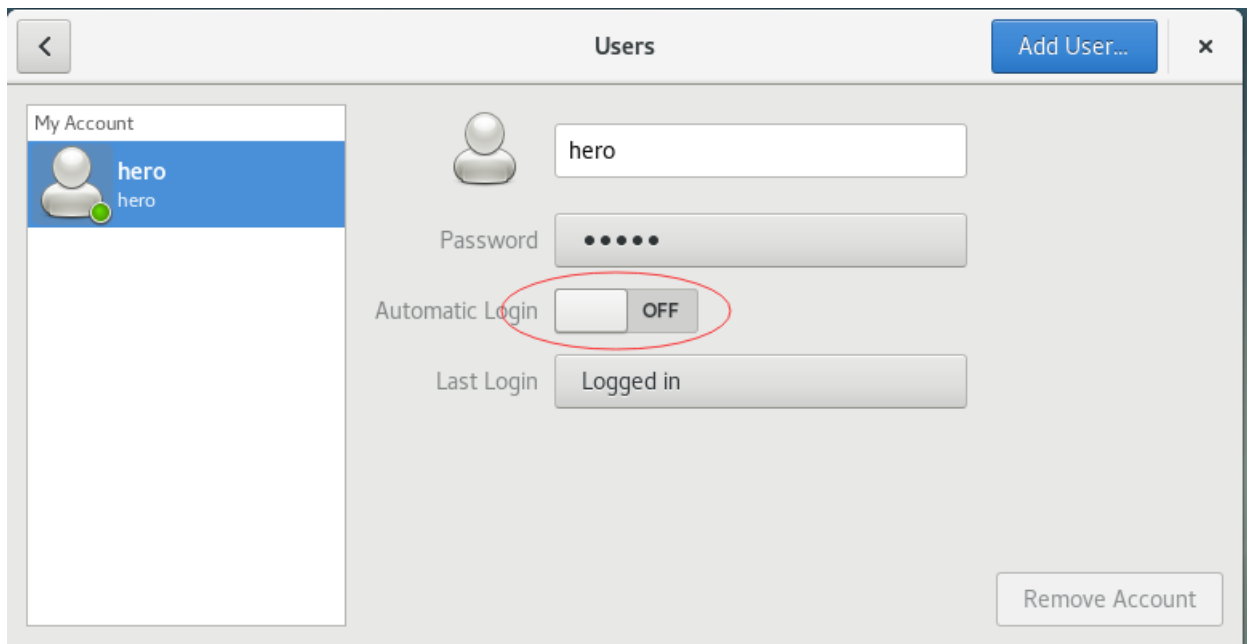 Users
Add User...
My Account
hero
hero
hero
Password
•••••
Automatic Login
OFF
Last Login
Logged in
Remove Account